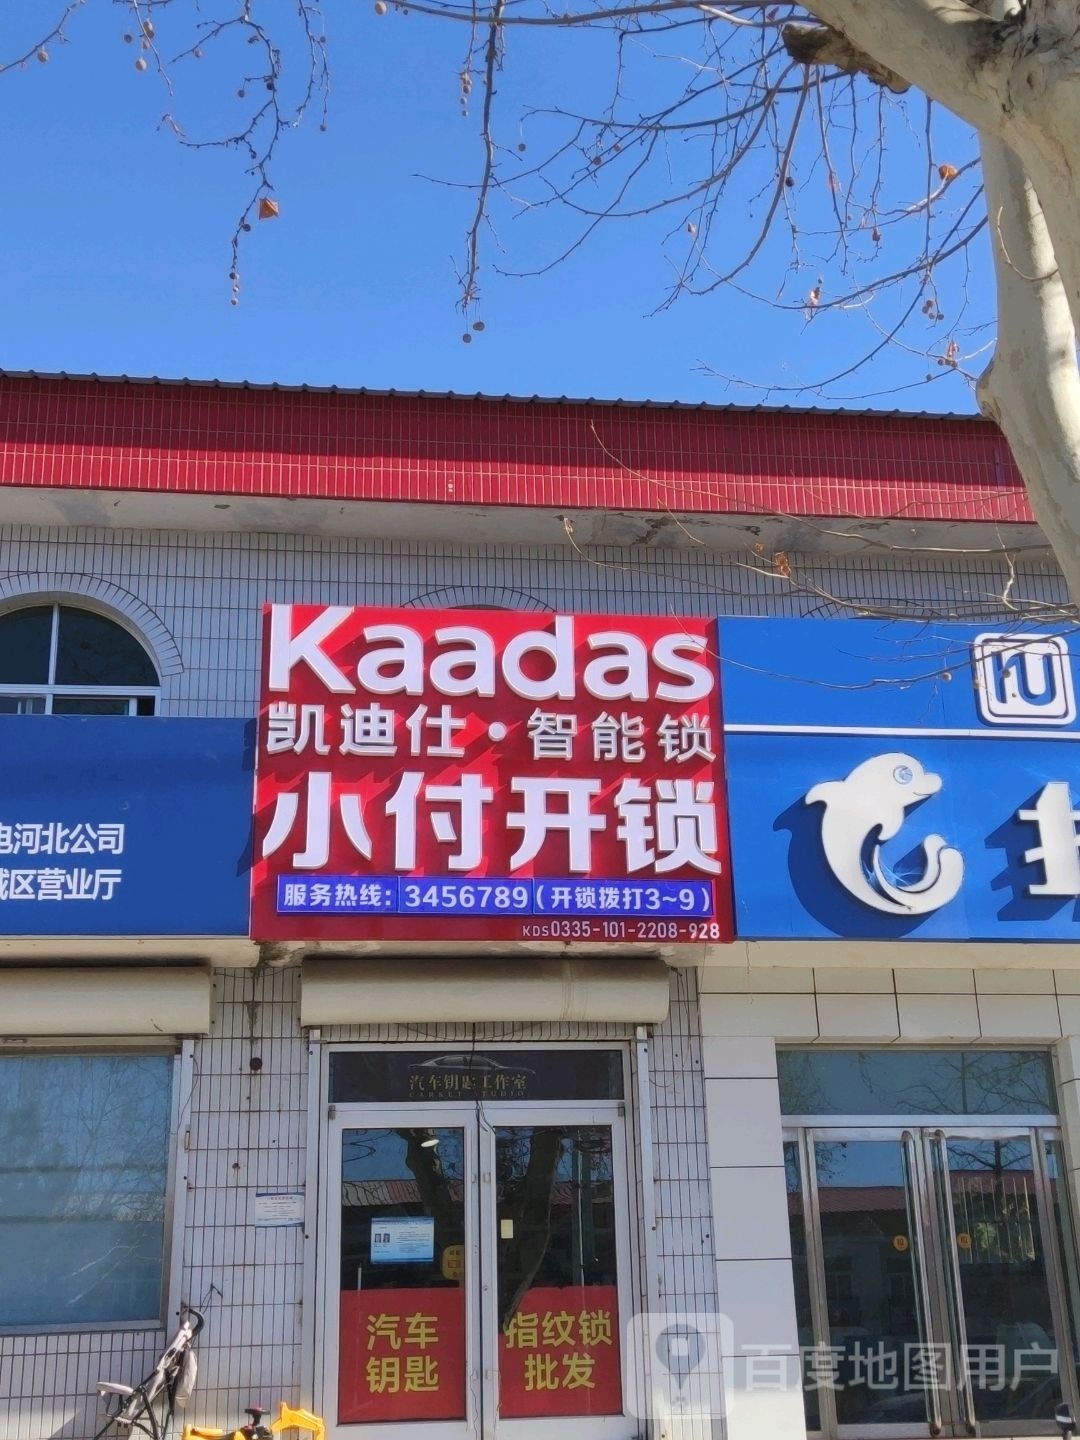 Kaadas
凯迪仕·智能锁
小付开锁
服务热线：3456789（开锁拨打3~9）
KDS0335-101-2208-928
电河北公司
城区营业厅
汽车钥匙工作室
CARKEY STUDIO
汽车
钥匙
指纹锁
批发
百度地图用户